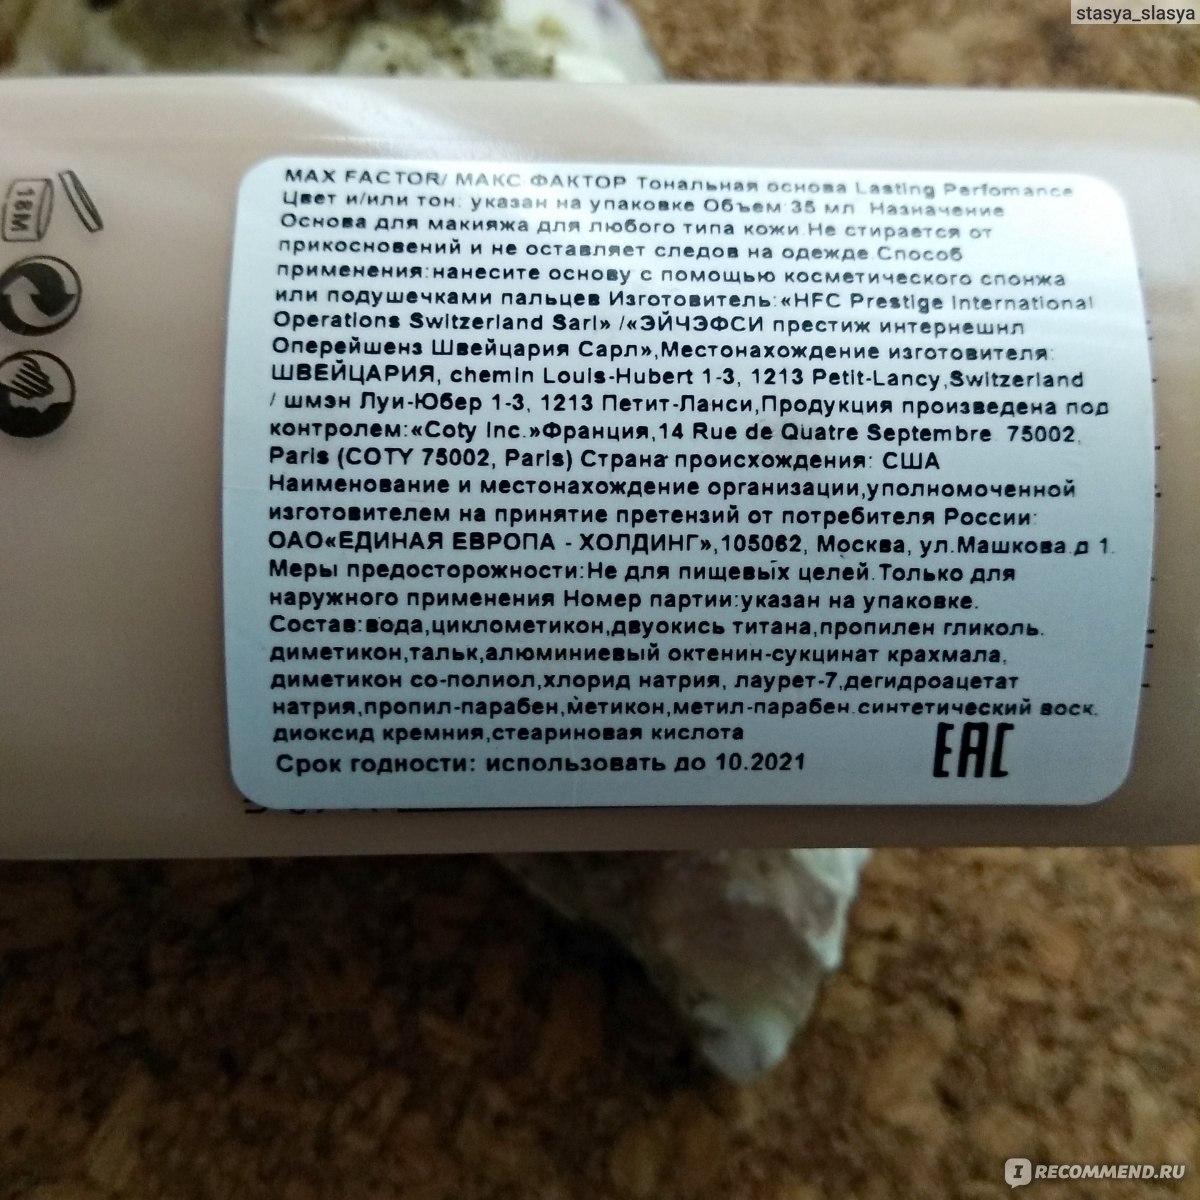 stasya_slasya
18M
MAX FACTOR/ МАКС ФАКТОР Тональная основа Lasting Perfomance
Цвет и/или тон: указан на упаковке Объем:35 мл. Назначение
Основа для макияжа для любого типа кожи.Не стирается от
прикосновений и не оставляет следов на одежде.Способ
применения:нанесите основу с помощью косметического спонжа
или подушечками пальцев Изготовитель:«HFC Prestige International
Operations Switzerland Sarl» /«ЭЙЧЭФСИ престиж интернешнл
Оперейшенз Швейцария Сарл»,Местонахождение изготовителя:
ШВЕЙЦАРИЯ, chemin Louis-Hubert 1-3, 1213 Petit-Lancy,Switzerland
/ шмэн Луи-Юбер 1-3, 1213 Петит-Ланси,Продукция произведена под
контролем:«Coty Inc.»Франция,14 Rue de Quatre Septembre 75002,
Paris (COTY 75002, Paris) Страна происхождения: США
Наименование и местонахождение организации,уполномоченной
изготовителем на принятие претензий от потребителя России:
ОАО«ЕДИНАЯ ЕВРОПА - ХОЛДИНГ»,105062, Москва, ул.Машкова.д 1.
Меры предосторожности:Не для пищевых целей.Только для
наружного применения Номер партии:указан на упаковке.
Состав:вода,циклометикон,двуокись титана,пропилен гликоль.
диметикон,тальк,алюминиевый октенин-сукцинат крахмала,
диметикон со-полиол,хлорид натрия, лаурет-7,дегидроацетат
натрия,пропил-парабен,метикон,метил-парабен.синтетический воск.
диоксид кремния,стеариновая кислота
Срок годности: использовать до 10.2021
EAC
IRECOMMEND.RU